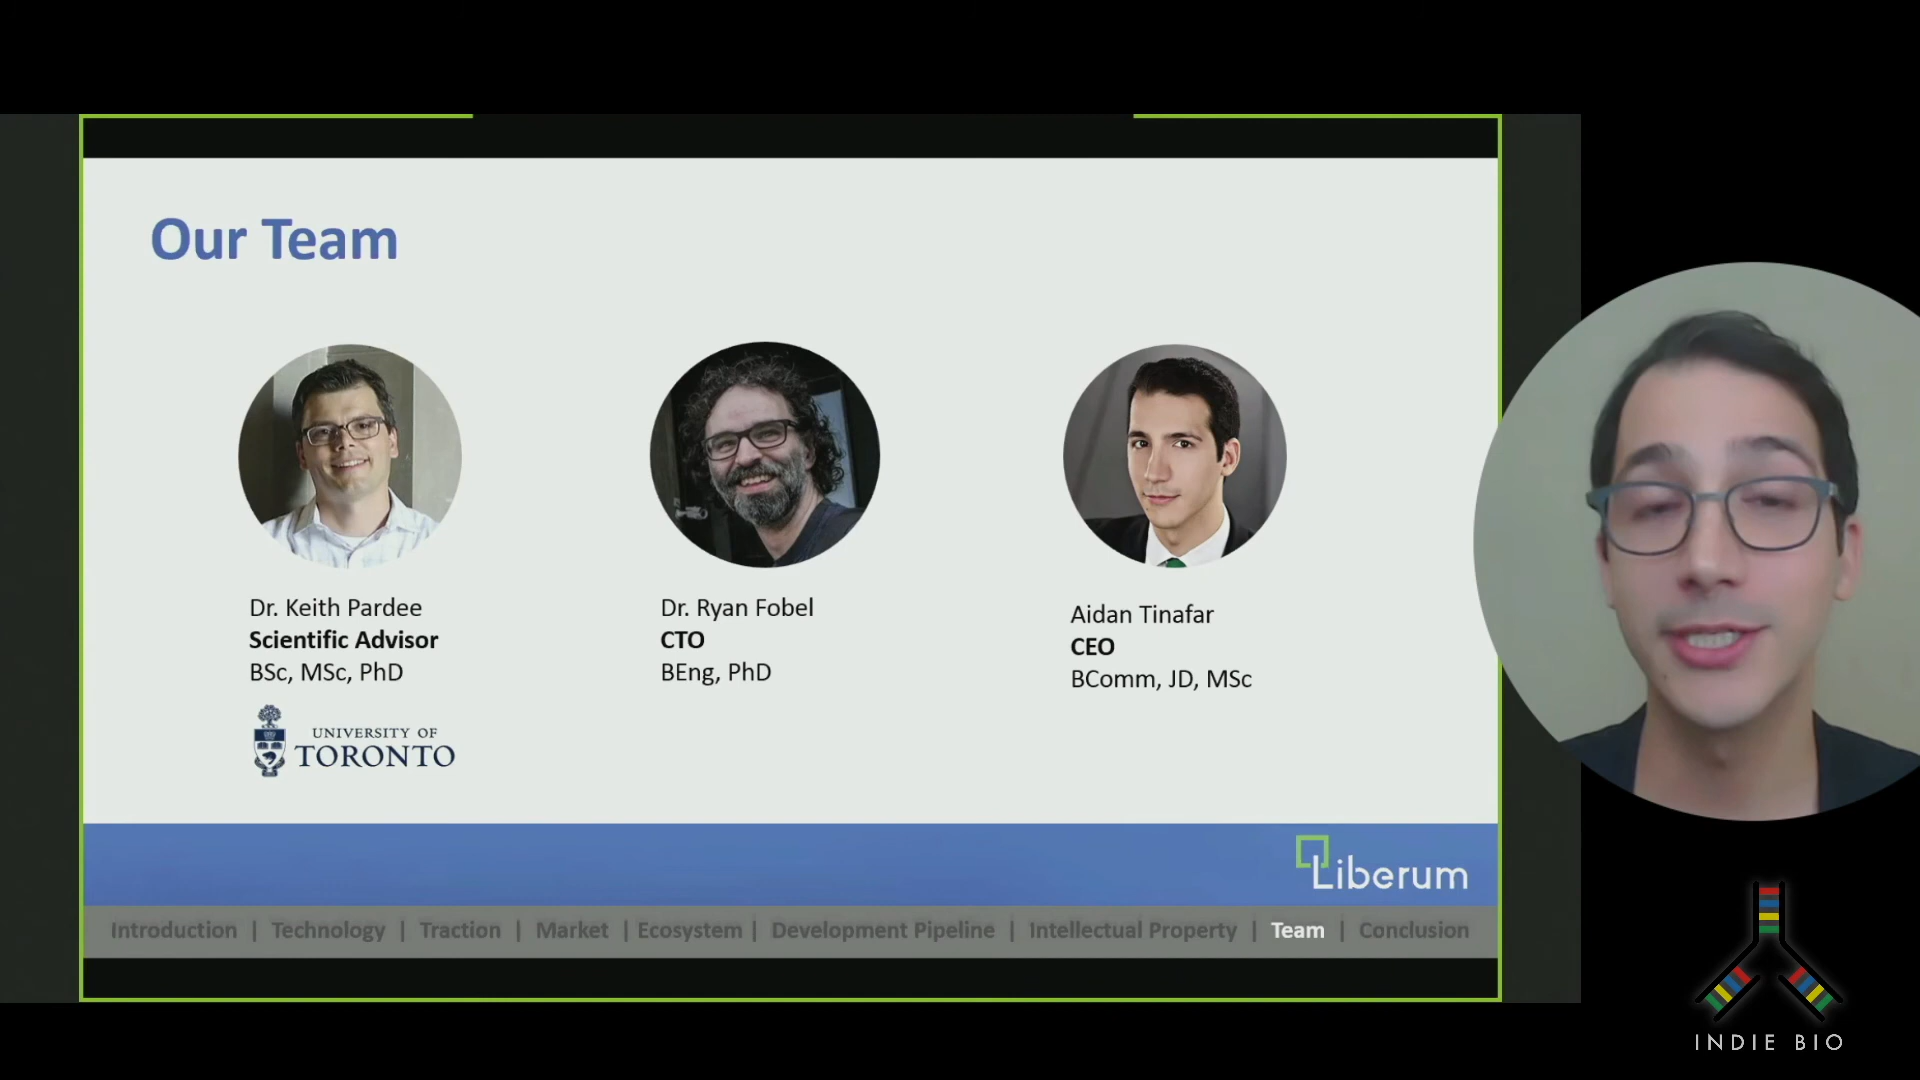 Our Team
Dr. Keith Pardee
Scientific Advisor
BSc, MSc, PhD
UNIVERSITY OF
TORONTO
Dr. Ryan Fobel
CTO
BEng, PhD
Aidan Tinafar
CEO
BComm, JD, MSc
Liberum
Introduction | Technology | Traction | Market | Ecosystem | Development Pipeline | Intellectual Property | Team | Conclusion
INDIE BIO